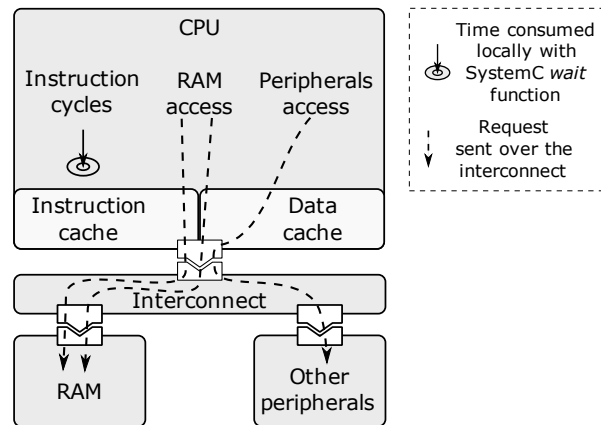 CPU
Instruction
cycles
RAM
access
Peripherals
access
Instruction
cache
Data
cache
Interconnect
RAM
Other
peripherals
Time consumed
locally with
SystemC wait
function
Request
sent over the
interconnect